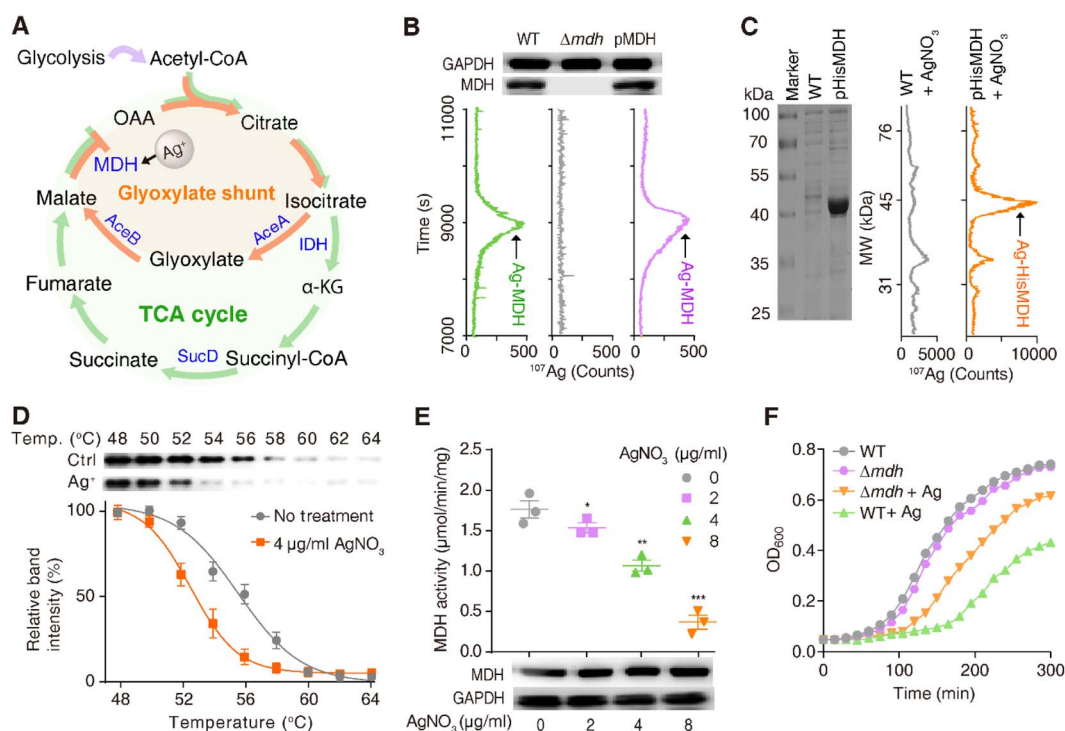 A
Glycolysis
Acetyl-CoA
OAA
Citrate
Ag⁺
MDH
Glyoxylate shunt
Malate
Isocitrate
AceB
AceA
IDH
Glyoxylate
Fumarate
α-KG
TCA cycle
Succinate
SucD
Succinyl-CoA
B
WT Δmdh pMDH
GAPDH
MDH
Time (s)
11000
9000
7000
Ag-MDH
Ag-MDH
0 500 0 500 0 500
¹⁰⁷Ag (Counts)
C
kDa
Marker
WT
pHisMDH
WT + AgNO₃
pHisMDH + AgNO₃
100
70
55
40
35
25
MW (kDa)
76
45
31
Ag-HisMDH
0 5000 0 10000
¹⁰⁷Ag (Counts)
D
Temp. (°C) 48 50 52 54 56 58 60 62 64
Ctrl
Ag⁺
Relative band intensity (%)
100
50
0
No treatment
4 µg/ml AgNO₃
48 52 56 60 64
Temperature (°C)
E
MDH activity (µmol/min/mg)
2.5
2.0
1.5
1.0
0.5
0
AgNO₃ (µg/ml)
0
2
4
8
*
**
***
MDH
GAPDH
AgNO₃ (µg/ml) 0 2 4 8
F
OD₆₀₀
0.8
0.6
0.4
0.2
0.0
WT
Δmdh
Δmdh + Ag
WT + Ag
0 100 200 300
Time (min)